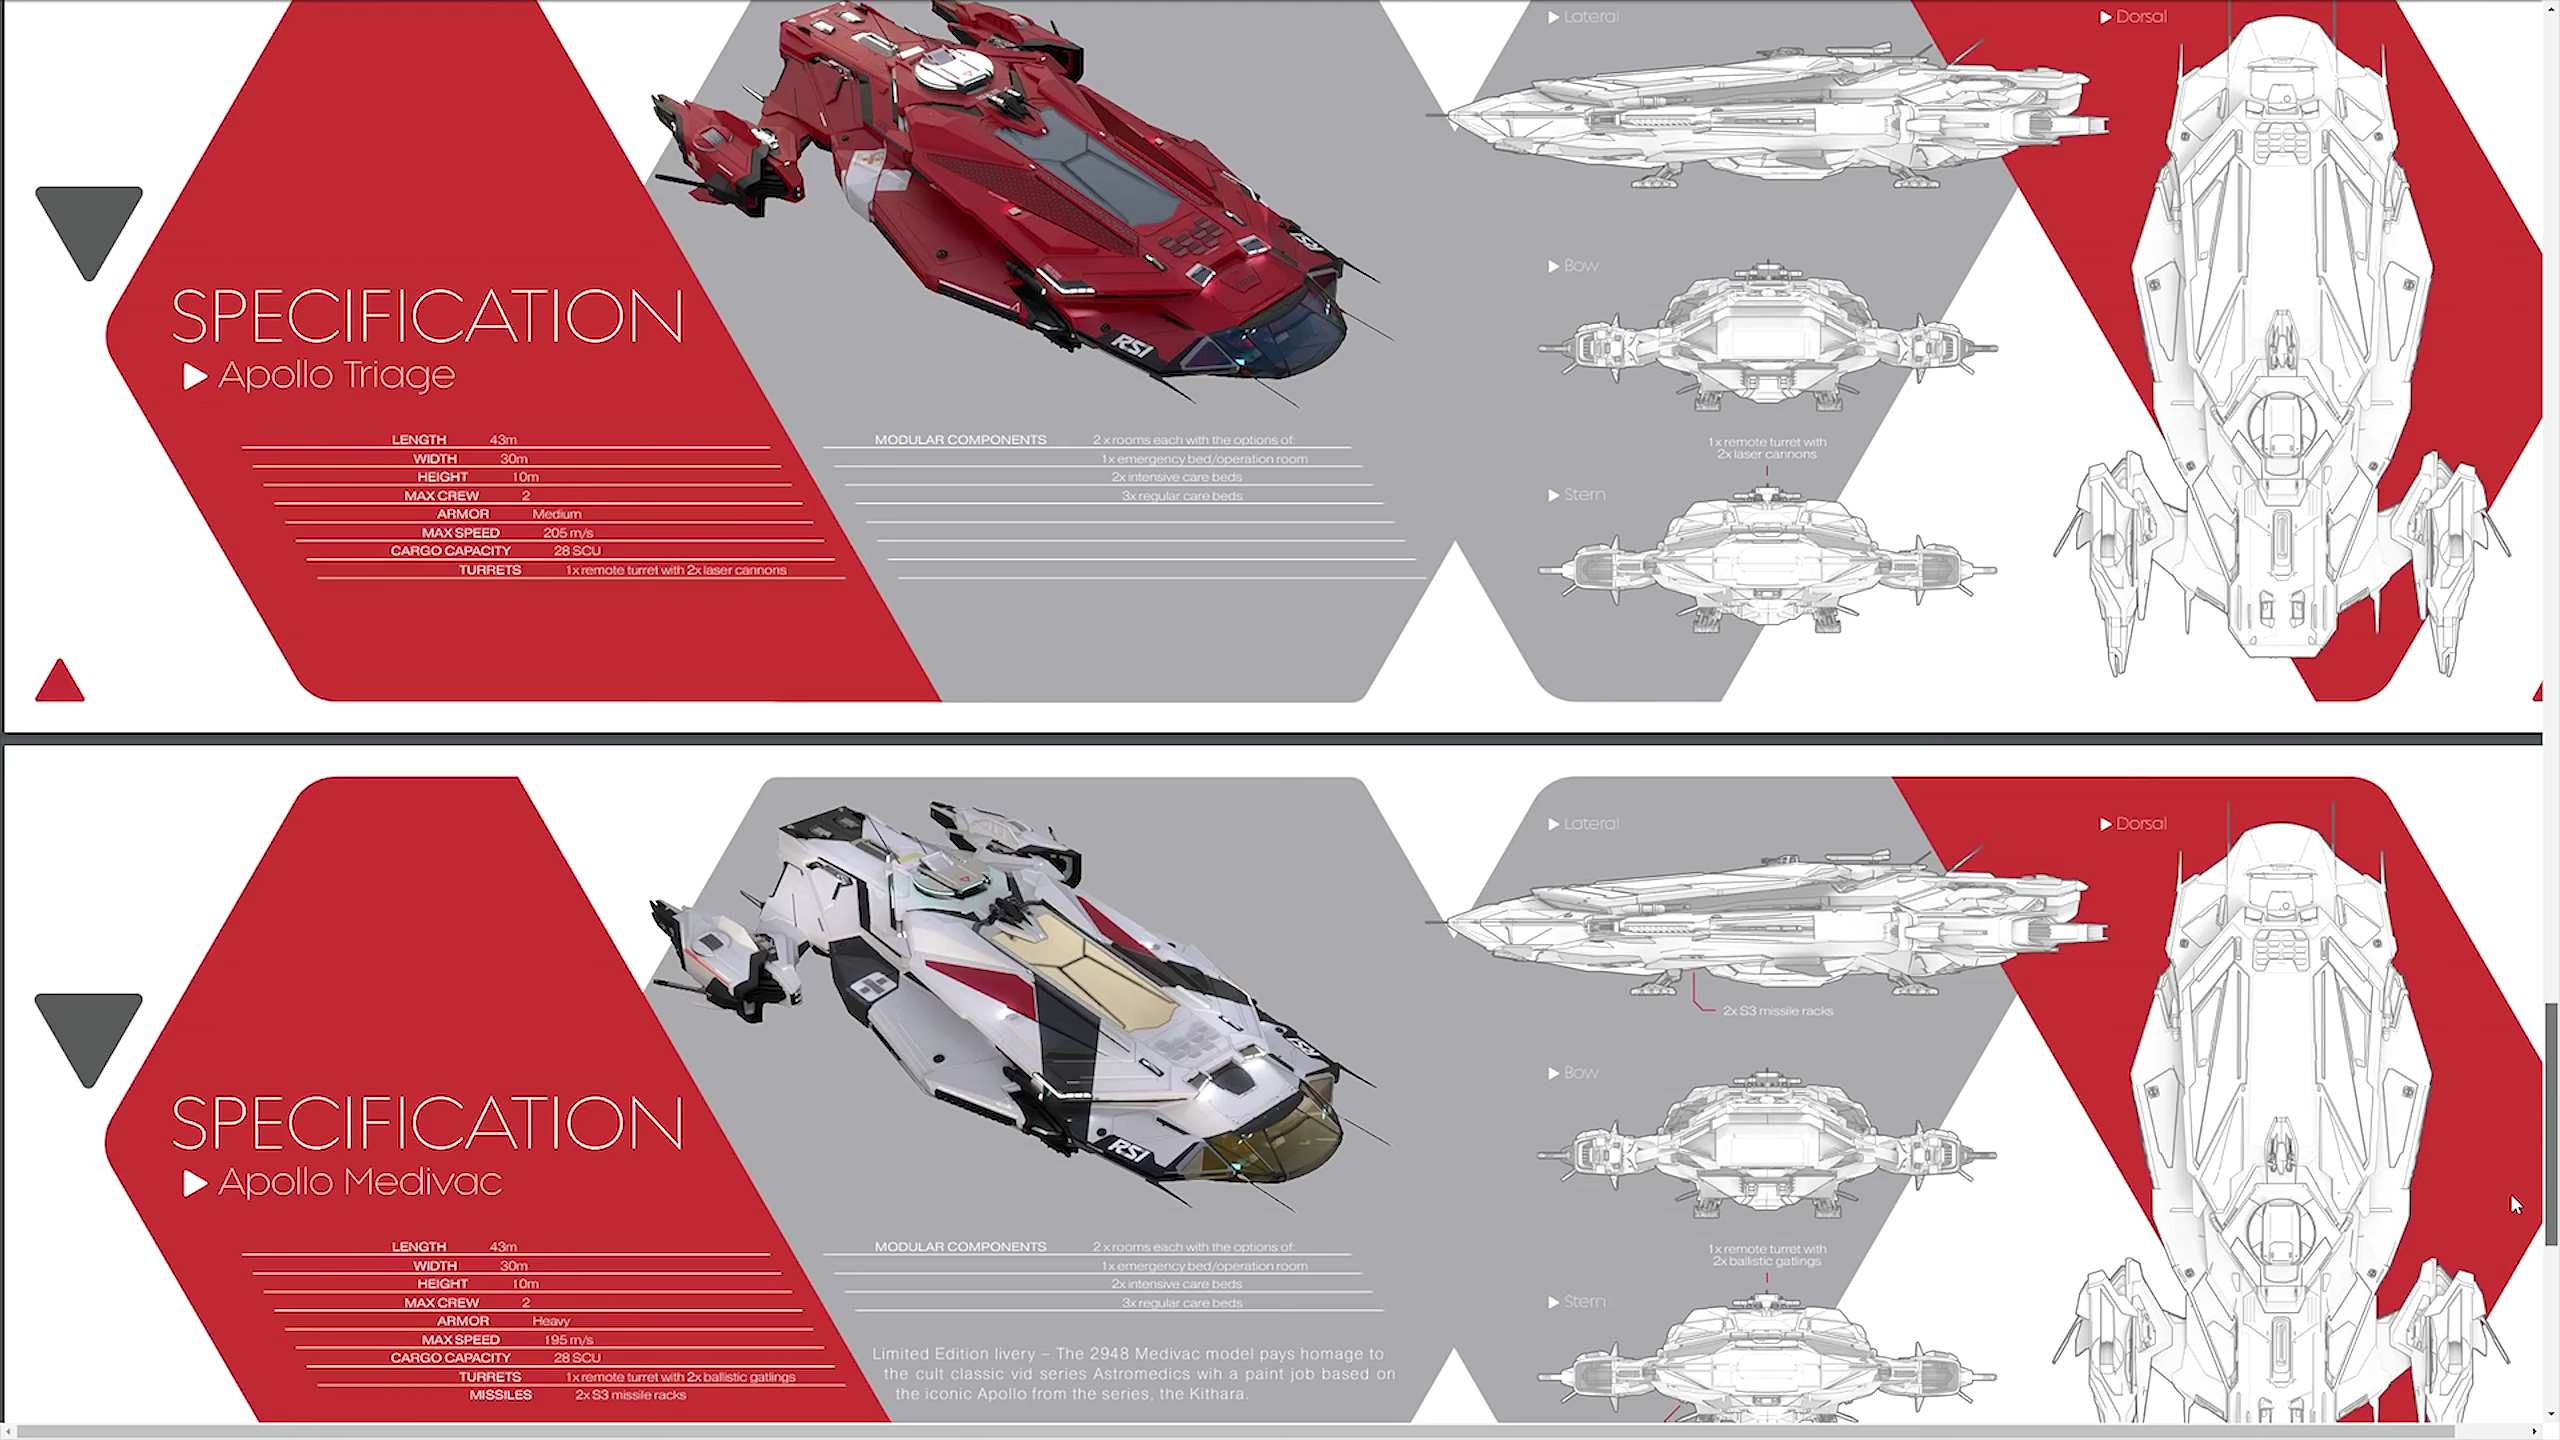 Lateral
Dorsal
SPECIFICATION
Apollo Triage
RSI
Bow
LENGTH 43m
WIDTH 30m
HEIGHT 10m
MAX CREW 2
ARMOR Medium
MAX SPEED 205 m/s
CARGO CAPACITY 28 SCU
TURRETS 1x remote turret with 2x laser cannons
MODULAR COMPONENTS 2 x rooms each with the options of:
1x emergency bed/operation room
2x intensive care beds
3x regular care beds
1x remote turret with
2x laser cannons
Stern
Lateral
Dorsal
2x S3 missile racks
SPECIFICATION
Apollo Medivac
RSI
Bow
LENGTH 43m
WIDTH 30m
HEIGHT 10m
MAX CREW 2
ARMOR Heavy
MAX SPEED 195 m/s
CARGO CAPACITY 28 SCU
TURRETS 1x remote turret with 2x ballistic gatlings
MISSILES 2x S3 missile racks
MODULAR COMPONENTS 2 x rooms each with the options of:
1x emergency bed/operation room
2x intensive care beds
3x regular care beds
Limited Edition livery – The 2948 Medivac model pays homage to
the cult classic vid series Astromedics wih a paint job based on
the iconic Apollo from the series, the Kithara.
1x remote turret with
2x ballistic gatlings
Stern